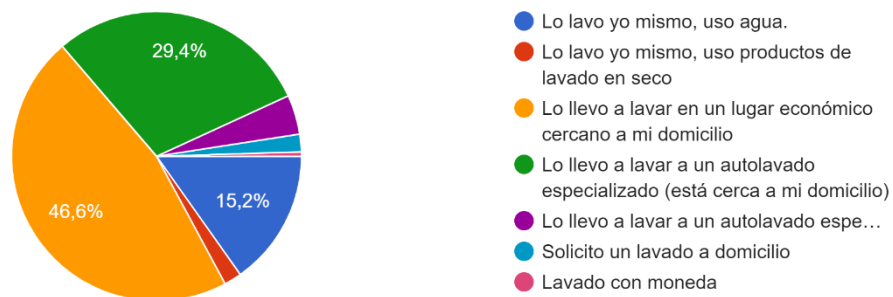 29,4%
46,6%
15,2%
Lo lavo yo mismo, uso agua.
Lo lavo yo mismo, uso productos de
lavado en seco
Lo llevo a lavar en un lugar económico
cercano a mi domicilio
Lo llevo a lavar a un autolavado
especializado (está cerca a mi domicilio)
Lo llevo a lavar a un autolavado espe…
Solicito un lavado a domicilio
Lavado con moneda